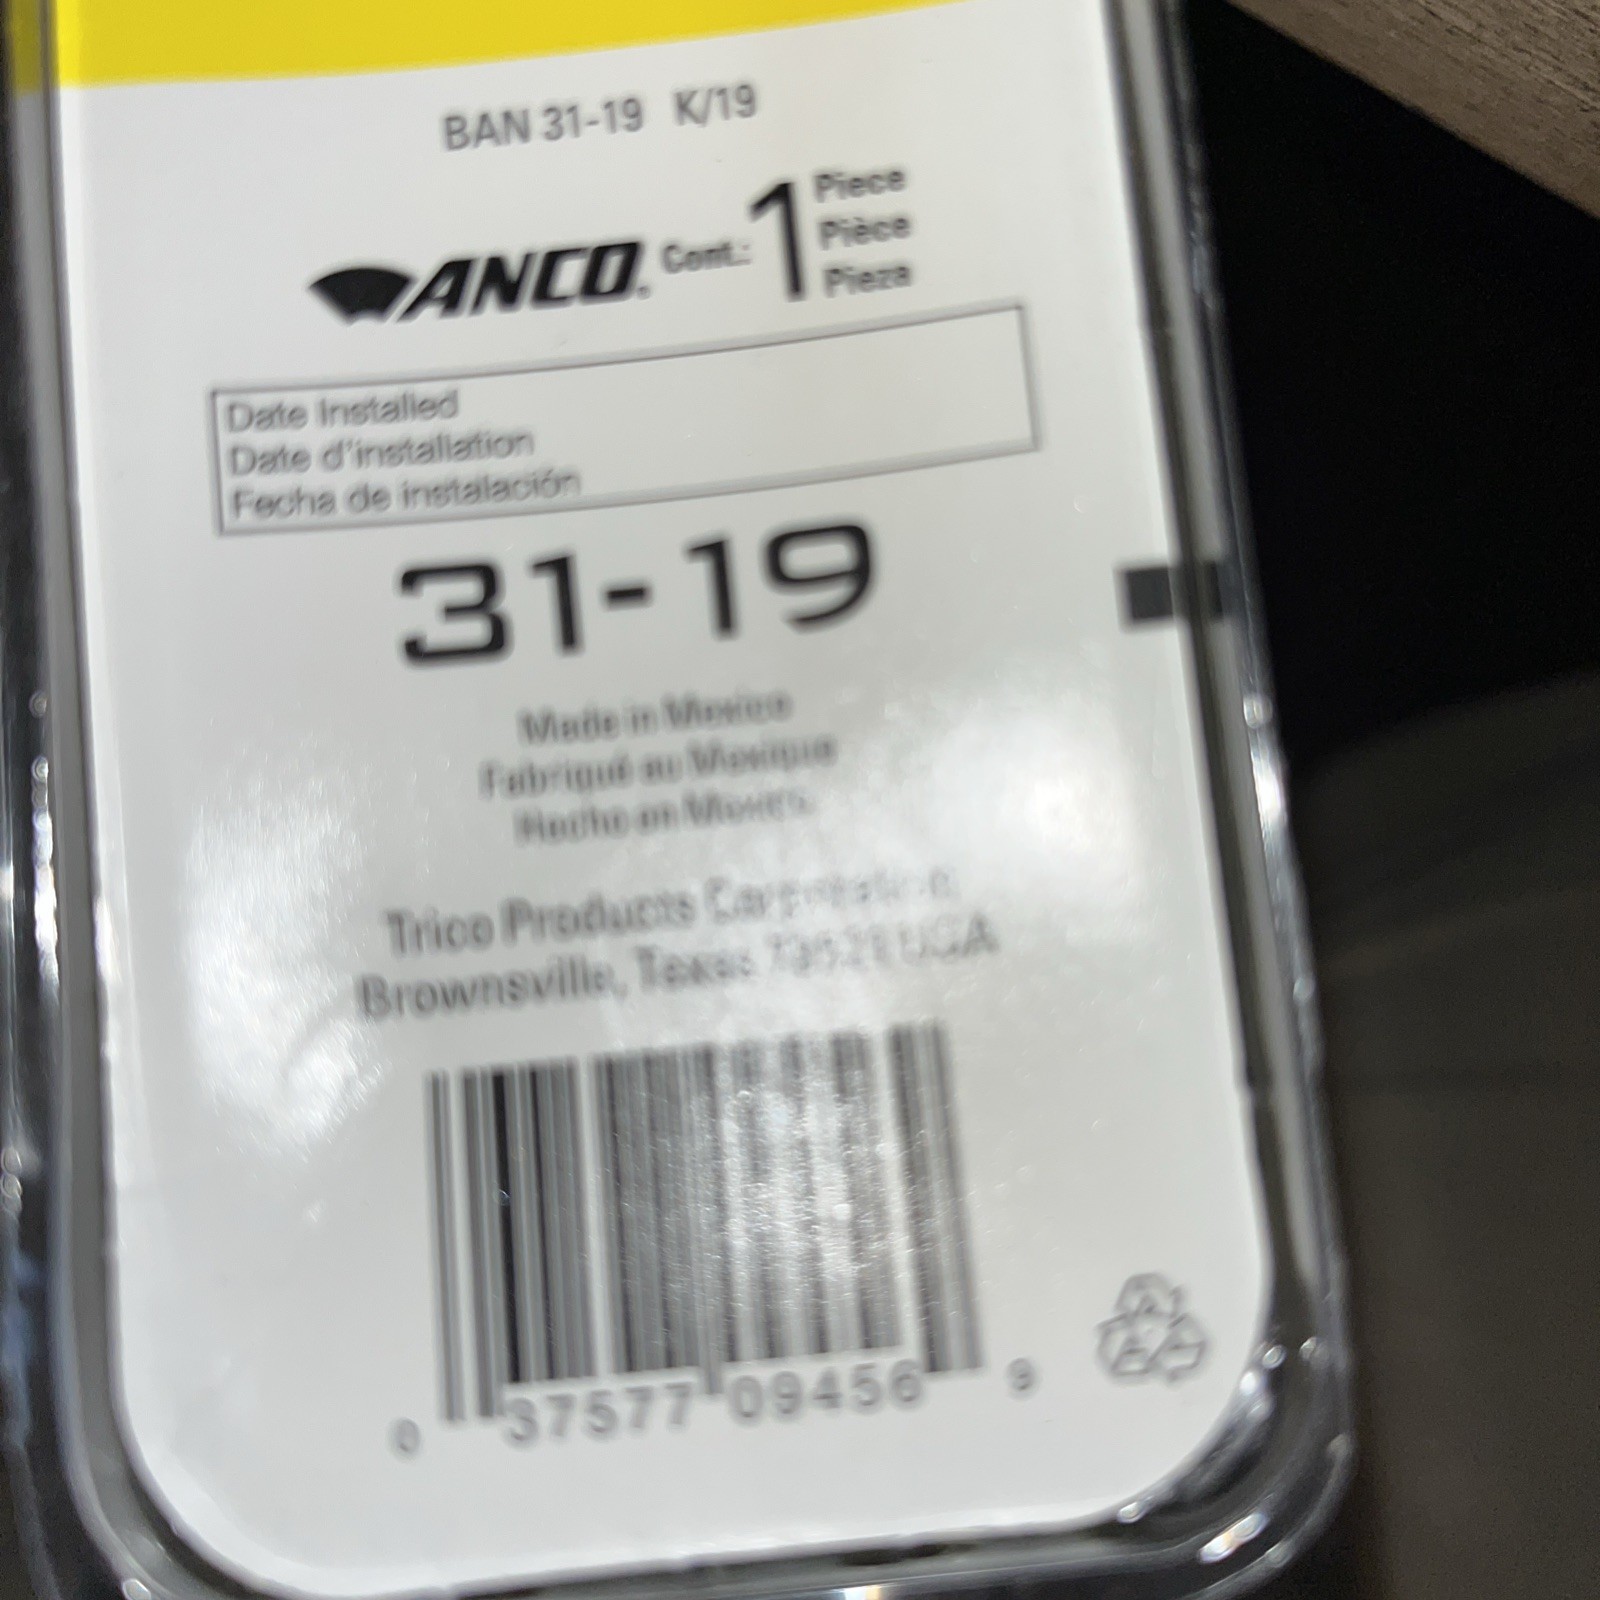 BAN 31-19 K/19
ANCO® Cont.: 1 Piece
Pièce
Pieza
Date Installed
Date d'installation
Fecha de instalación
31-19
Made in Mexico
Fabriqué au Mexique
Hecho en
Trico Products Corporation
Brownsville, Texas USA
0 37577 09456 9